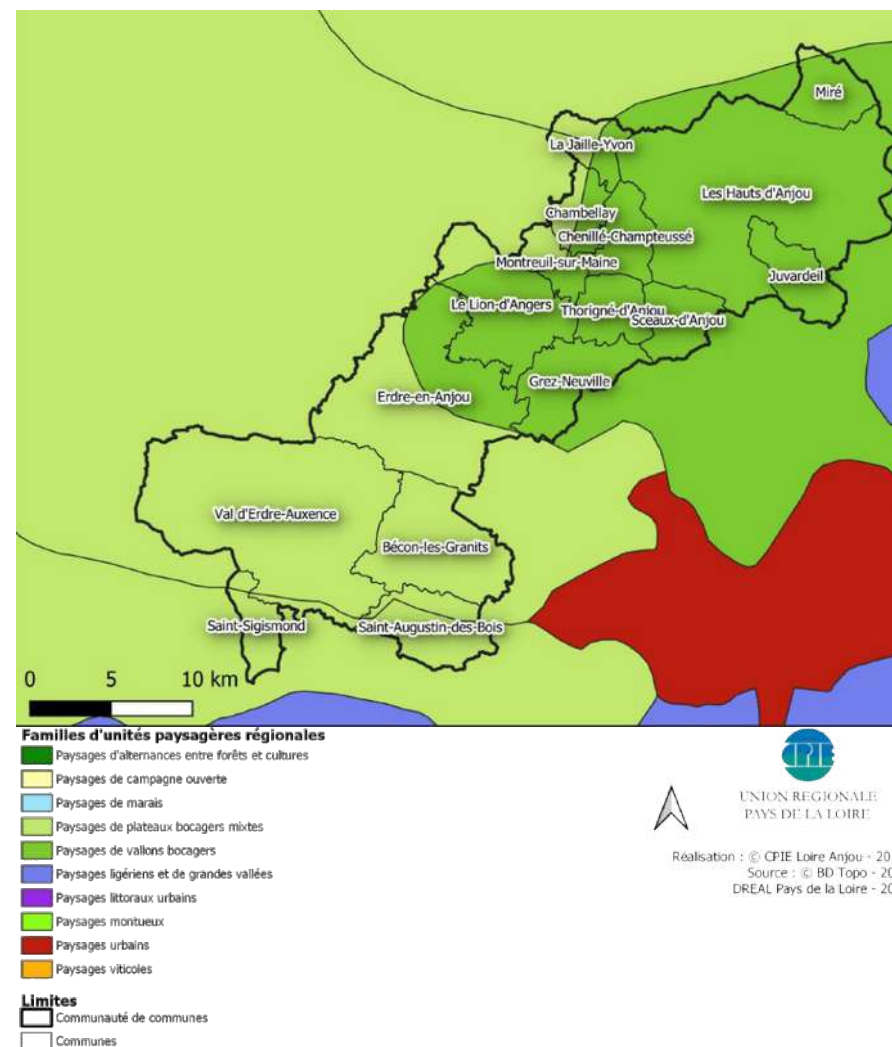 Miré
La Jaille-Yvon
Les Hauts d'Anjou
Chambellay
Chenillé-Champteussé
Montreuil-sur-Maine
Juvardeil
Le Lion-d'Angers
Thorigné-d'Anjou
Sceaux-d'Anjou
Grez-Neuville
Erdre-en-Anjou
Val d'Erdre-Auxence
Bécon-les-Granits
Saint-Sigismond
Saint-Augustin-des-Bois
0 5 10 km
Familles d'unités paysagères régionales
Paysages d'alternances entre forêts et cultures
Paysages de campagne ouverte
Paysages de marais
Paysages de plateaux bocagers mixtes
Paysages de vallons bocagers
Paysages ligériens et de grandes vallées
Paysages littoraux urbains
Paysages montueux
Paysages urbains
Paysages viticoles
Limites
Communauté de communes
Communes
CPIE
UNION REGIONALE
PAYS DE LA LOIRE
Réalisation : © CPIE Loire Anjou - 20
Source : © BD Topo - 20
DREAL Pays de la Loire - 20